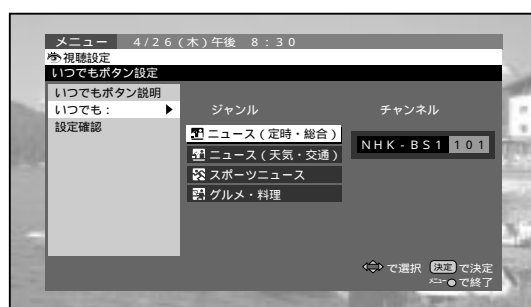 メニュー 4/26(木)午後 8:30
視聴設定
いつでもボタン設定
いつでもボタン説明
いつでも: ▶
設定確認
ジャンル チャンネル
ニュース(定時・総合)
ニュース(天気・交通)
スポーツニュース
グルメ・料理
NHK-BS1 101
で選択 決定 で決定
メニー で終了